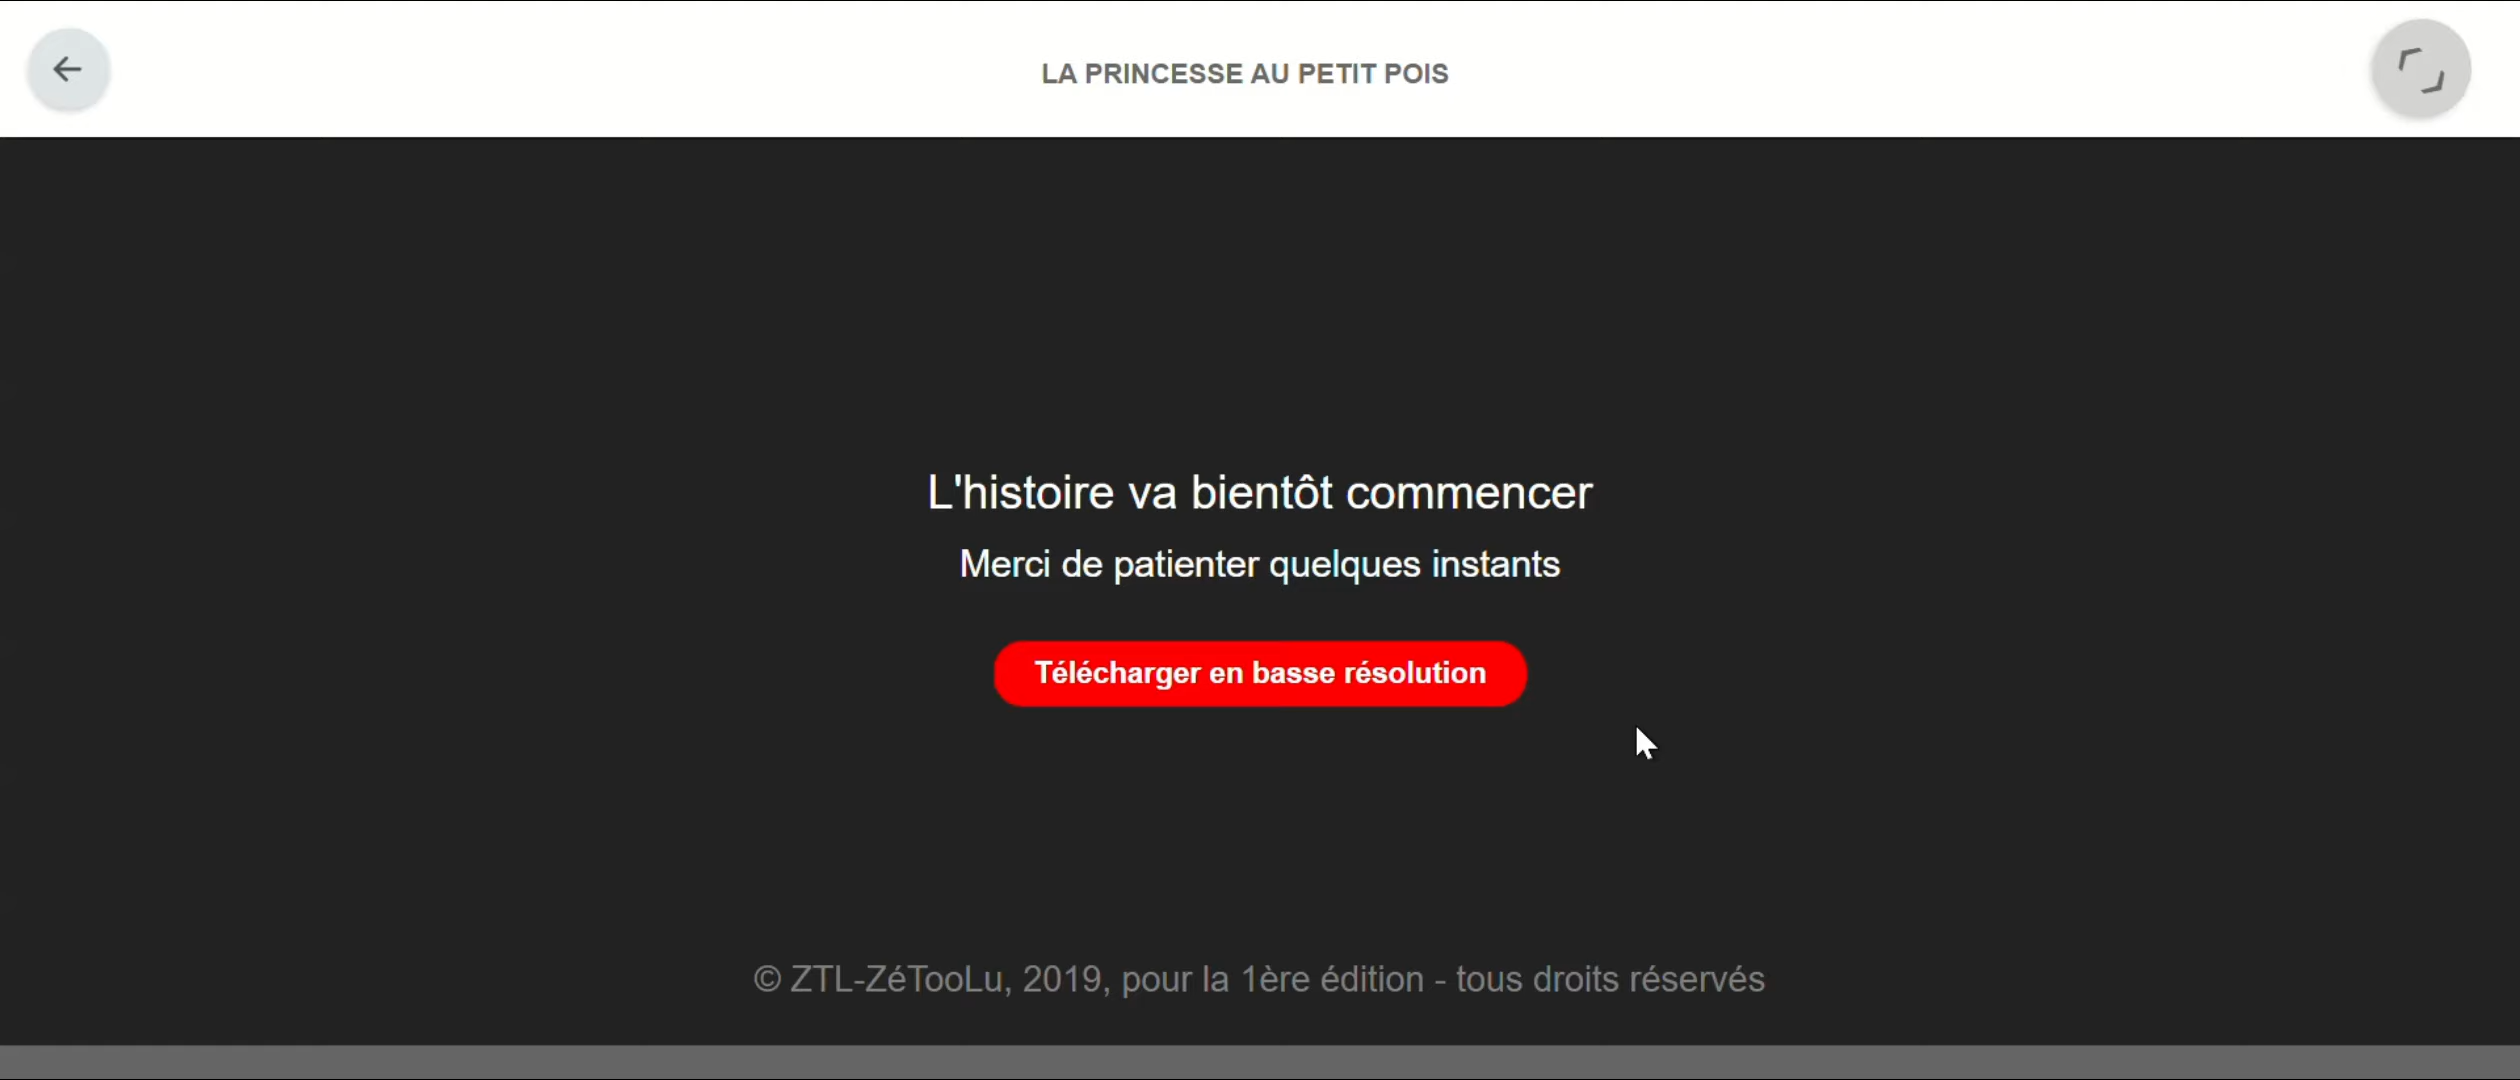 LA PRINCESSE AU PETIT POIS
L'histoire va bientôt commencer
Merci de patienter quelques instants
Télécharger en basse résolution
© ZTL-ZéTooLu, 2019, pour la 1ère édition - tous droits réservés